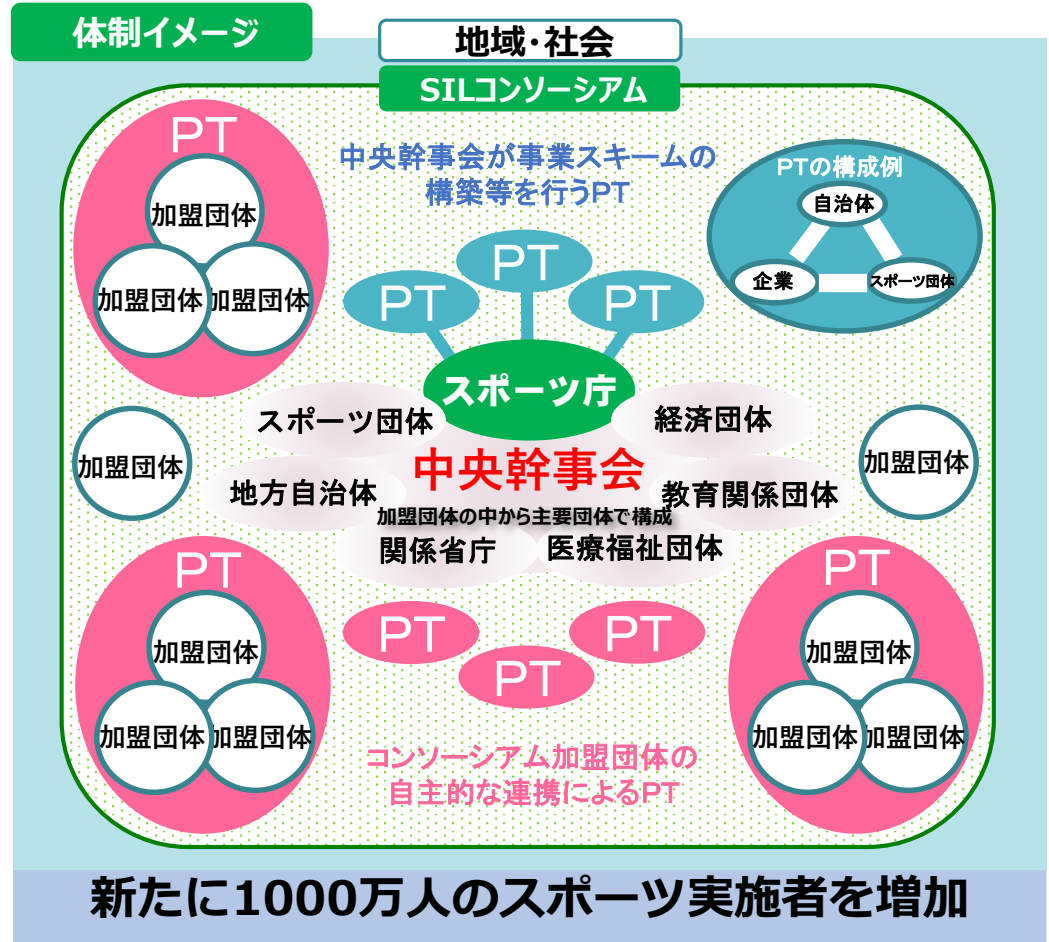 体制イメージ
地域・社会
SILコンソーシアム
PT
加盟団体
加盟団体
加盟団体
中央幹事会が事業スキームの
構築等を行うPT
PTの構成例
自治体
企業
スポーツ団体
PT
PT
PT
スポーツ庁
スポーツ団体
経済団体
中央幹事会
地方自治体
教育関係団体
加盟団体の中から主要団体で構成
関係省庁
医療福祉団体
加盟団体
加盟団体
PT
加盟団体
加盟団体
加盟団体
PT
PT
PT
コンソーシアム加盟団体の
自主的な連携によるPT
PT
加盟団体
加盟団体
加盟団体
新たに1000万人のスポーツ実施者を増加